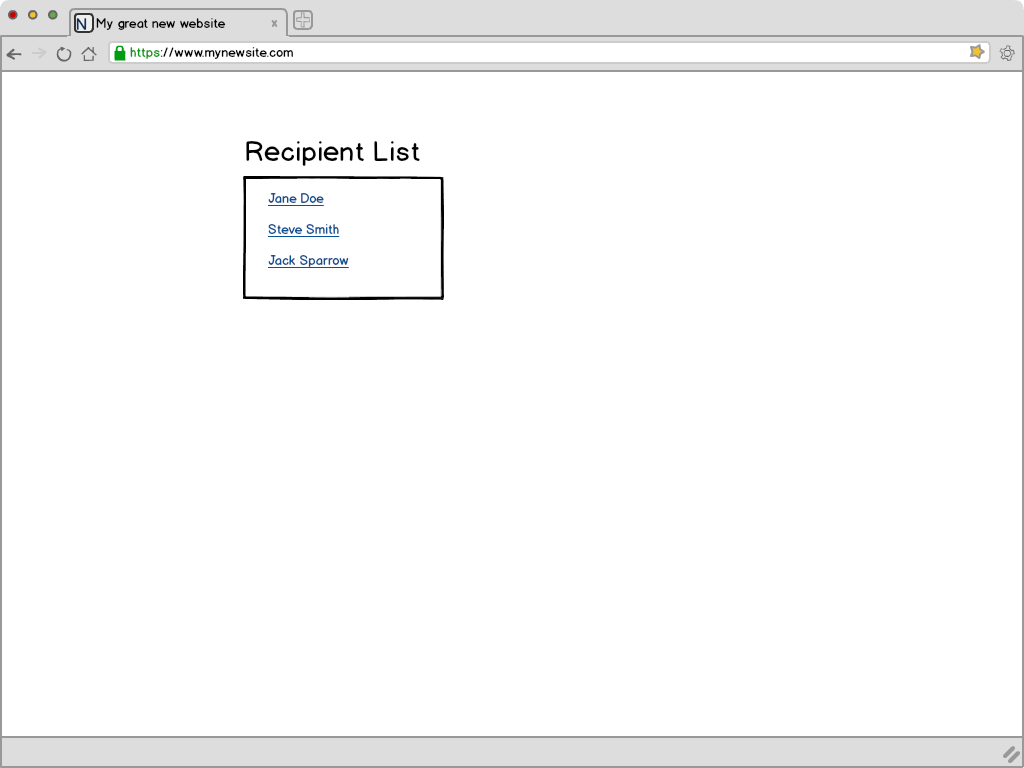 N My great new website x
https://www.mynewsite.com
Recipient List
Jane Doe
Steve Smith
Jack Sparrow